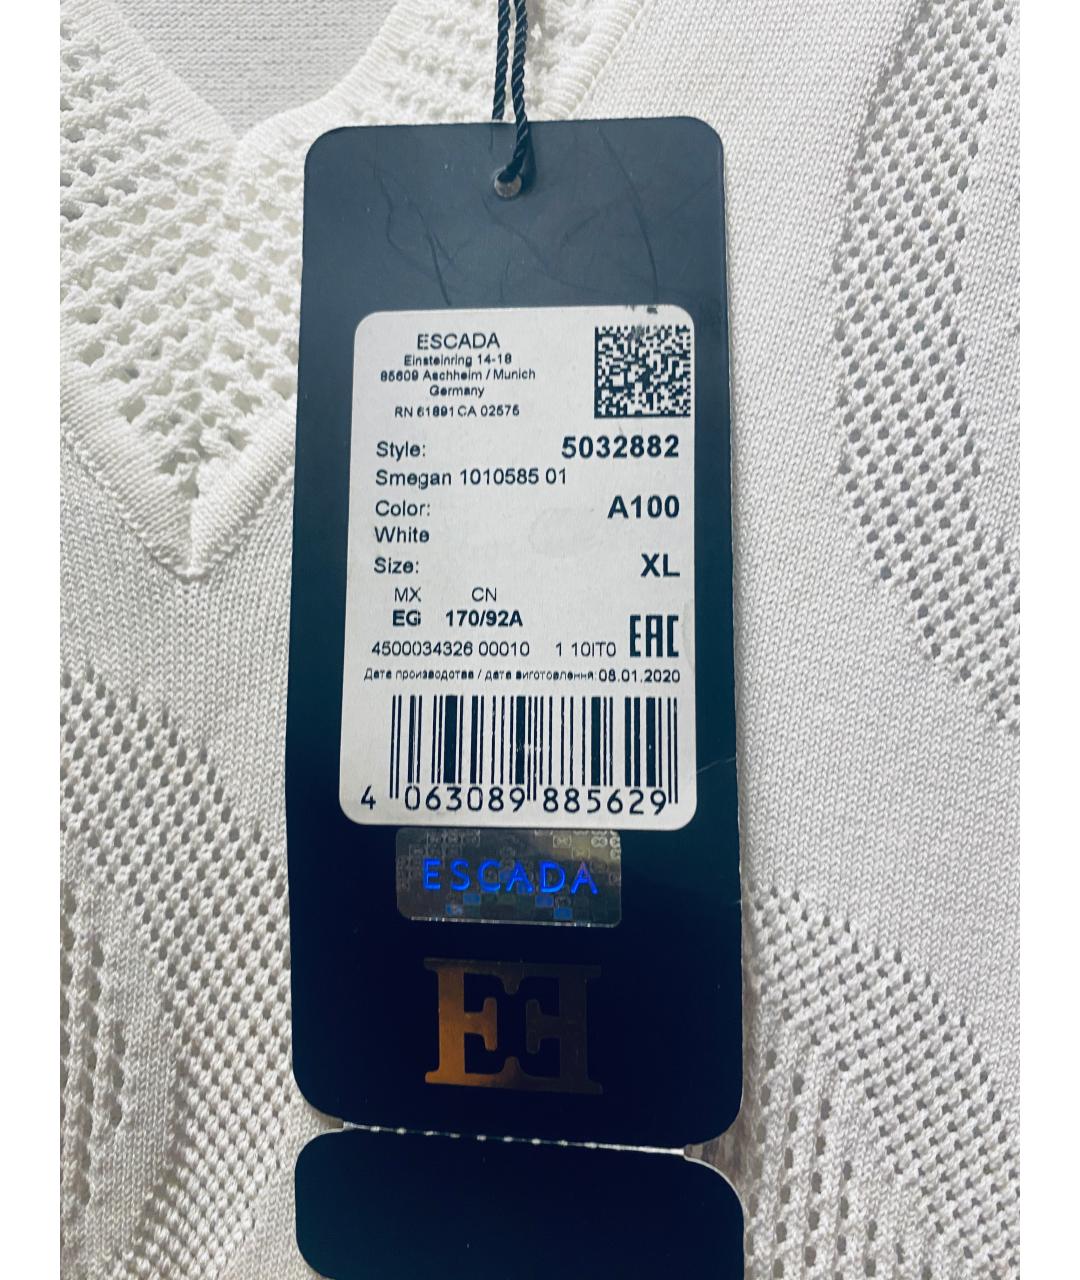 ESCADA
Einsteinring 14-18
85609 Aschheim / Munich
Germany
RN 61891 CA 02575
Style: 5032882
Smegan 1010585 01
Color: A100
White
Size: XL
MX CN
EG 170/92A
4500034326 00010 1 10IT0 EAC
Дата производства / дата виготовлення: 08.01.2020
4 063089 885629
ESCADA
EE